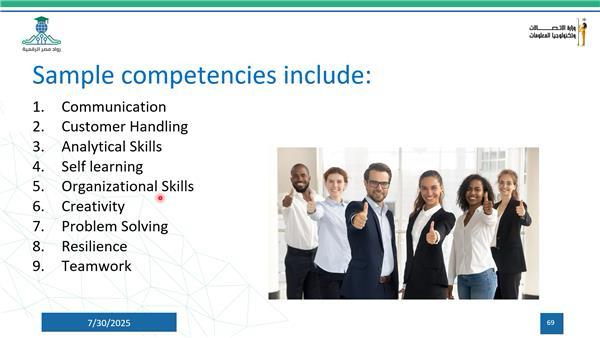 رواد مصر الرقمية
وزارة الاتصالات
وتكنولوجيا المعلومات
Sample competencies include:
1. Communication
2. Customer Handling
3. Analytical Skills
4. Self learning
5. Organizational Skills
6. Creativity
7. Problem Solving
8. Resilience
9. Teamwork
7/30/2025
69